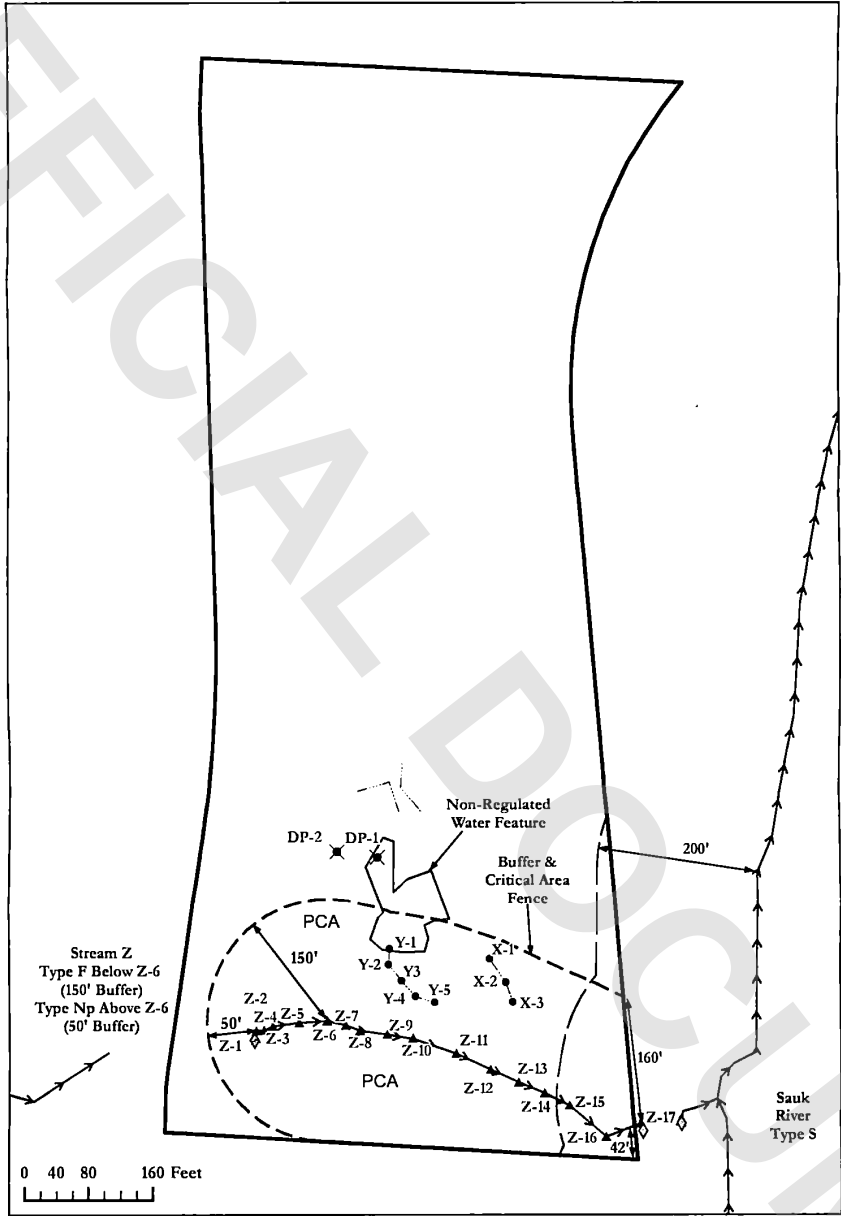 DP-2
DP-1
Non-Regulated
Water Feature
200'
Buffer &
Critical Area
Fence
PCA
Y-1
X-1
150'
Y-2
Y3
X-2
Y-4
Y-5
X-3
Stream Z
Type F Below Z-6
(150' Buffer)
Type Np Above Z-6
(50' Buffer)
Z-2
Z-4
Z-5
Z-7
50'
Z-1
Z-3
Z-6
Z-8
Z-9
Z-10
Z-11
160'
PCA
Z-12
Z-13
Z-14
Z-15
Z-17
Z-16
42'
Sauk
River
Type S
0 40 80 160 Feet
FFICIAL DOCUM